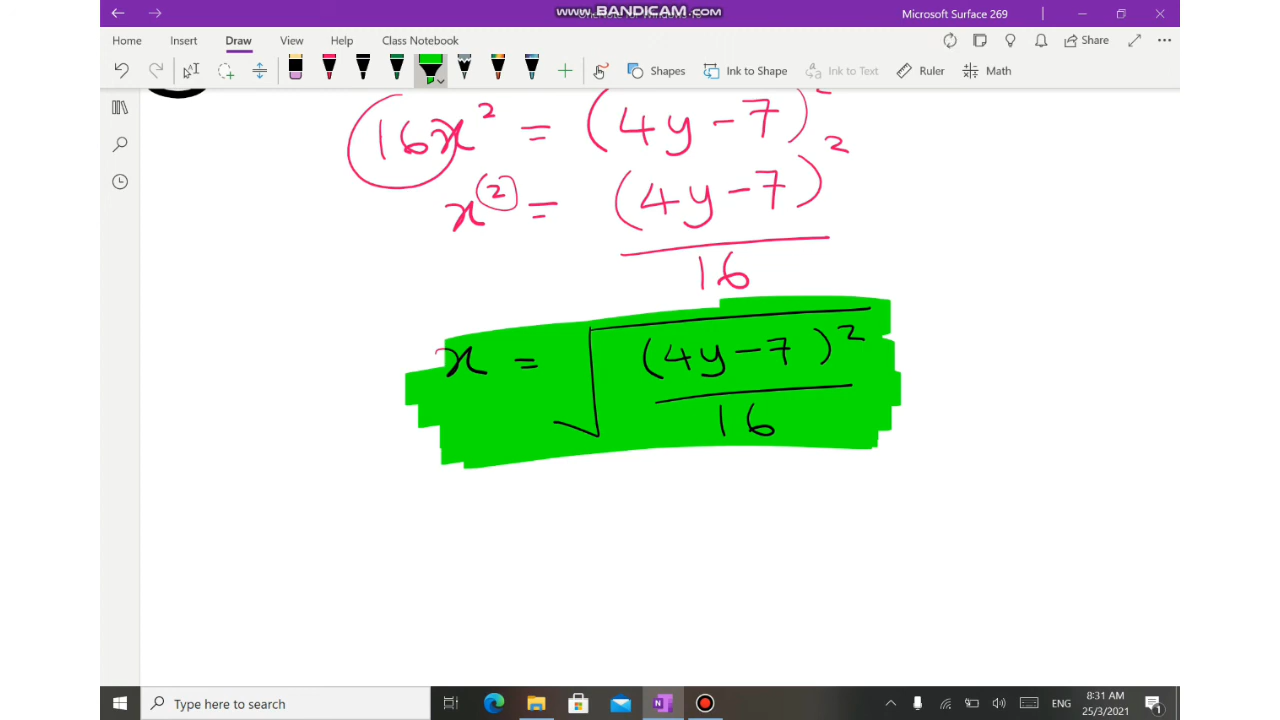 www.BANDICAM.com
Microsoft Surface 269
Home Insert Draw View Help Class Notebook
Share
Shapes Ink to Shape Ink to Text Ruler Math
16x² = (4y-7)²
x² = (4y-7)²
16
x = √(4y-7)²
16
Type here to search
ENG
8:31 AM
25/3/2021
1